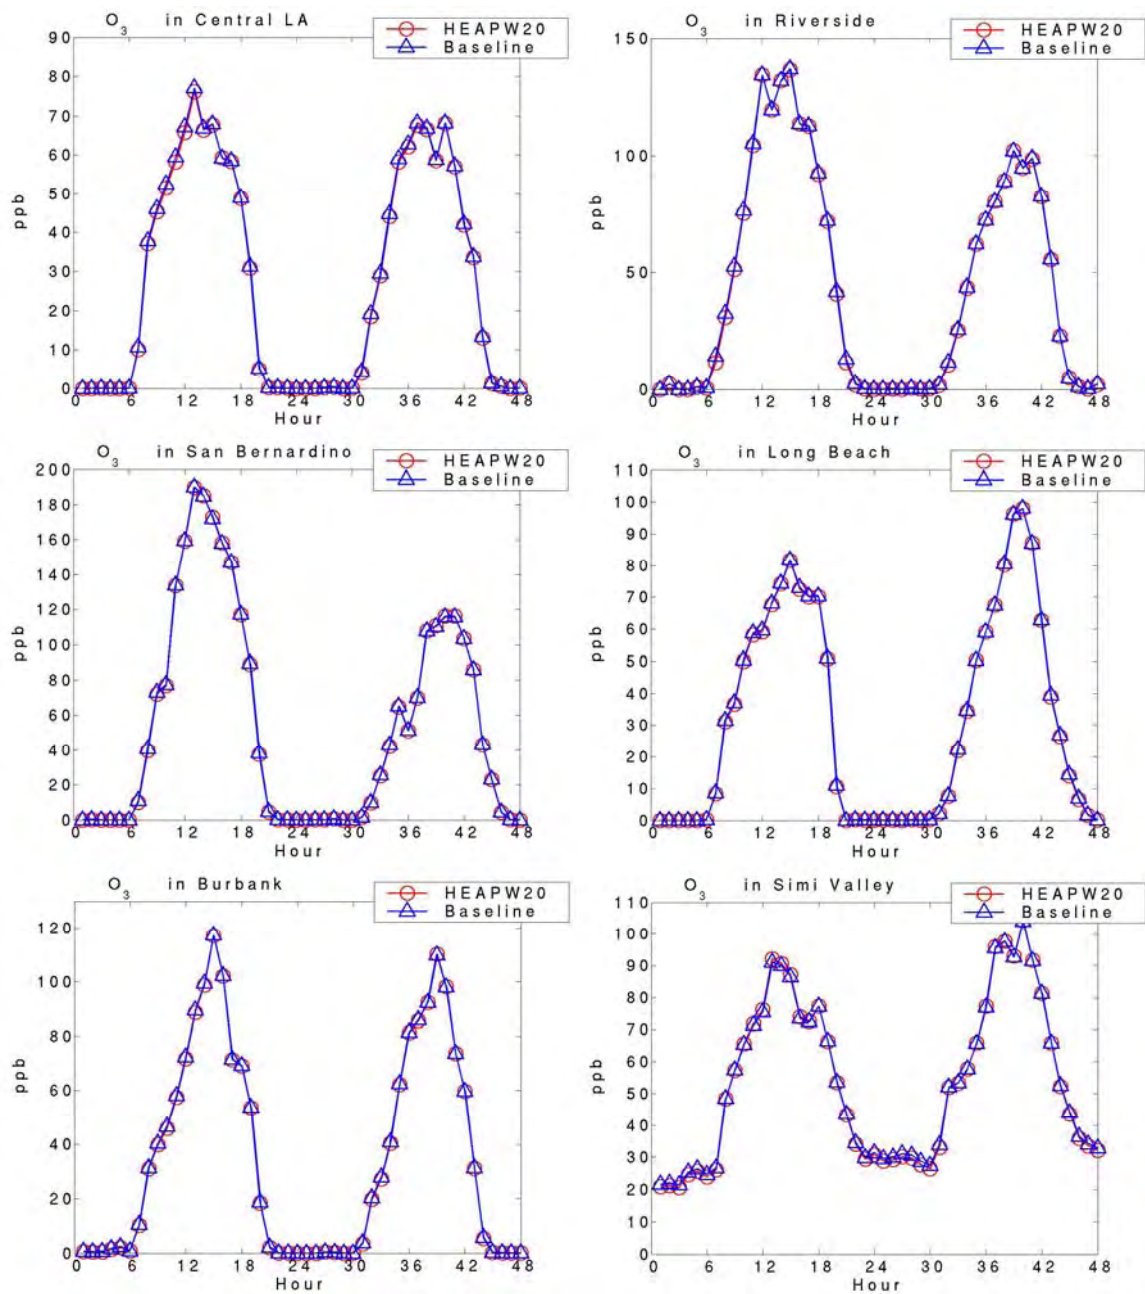 O3 in Central LA
HEAPW20
Baseline
90
80
70
60
50
40
30
20
10
0
ppb
0 6 12 18 24 30 36 42 48
Hour
O3 in Riverside
HEAPW20
Baseline
150
100
50
0
ppb
0 6 12 18 24 30 36 42 48
Hour
O3 in San Bernardino
HEAPW20
Baseline
200
180
160
140
120
100
80
60
40
20
0
ppb
0 6 12 18 24 30 36 42 48
Hour
O3 in Long Beach
HEAPW20
Baseline
110
100
90
80
70
60
50
40
30
20
10
0
ppb
0 6 12 18 24 30 36 42 48
Hour
O3 in Burbank
HEAPW20
Baseline
120
100
80
60
40
20
0
ppb
0 6 12 18 24 30 36 42 48
Hour
O3 in Simi Valley
HEAPW20
Baseline
110
100
90
80
70
60
50
40
30
20
10
0
ppb
0 6 12 18 24 30 36 42 48
Hour